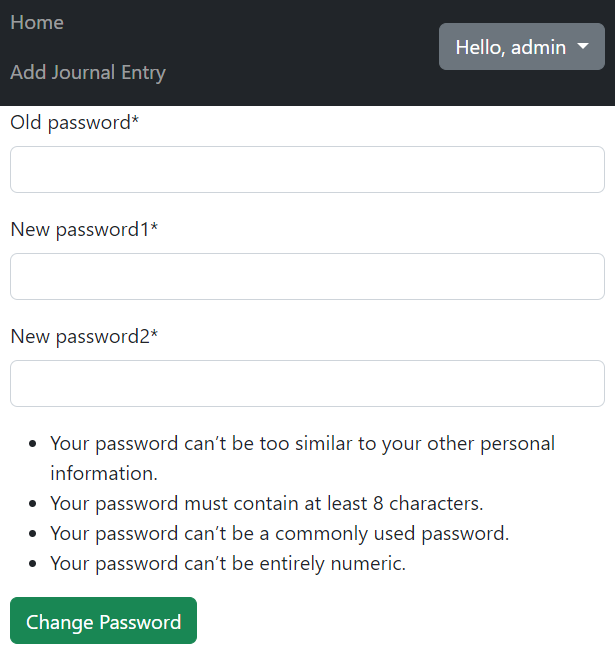 Home
Hello, admin
Add Journal Entry
Old password*
New password1*
New password2*
• Your password can’t be too similar to your other personal
information.
• Your password must contain at least 8 characters.
• Your password can’t be a commonly used password.
• Your password can’t be entirely numeric.
Change Password